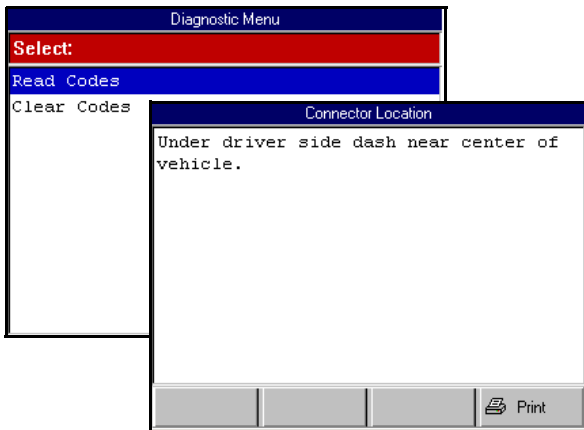 Diagnostic Menu
Select:
Read Codes
Clear Codes
Connector Location
Under driver side dash near center of
vehicle.
Print